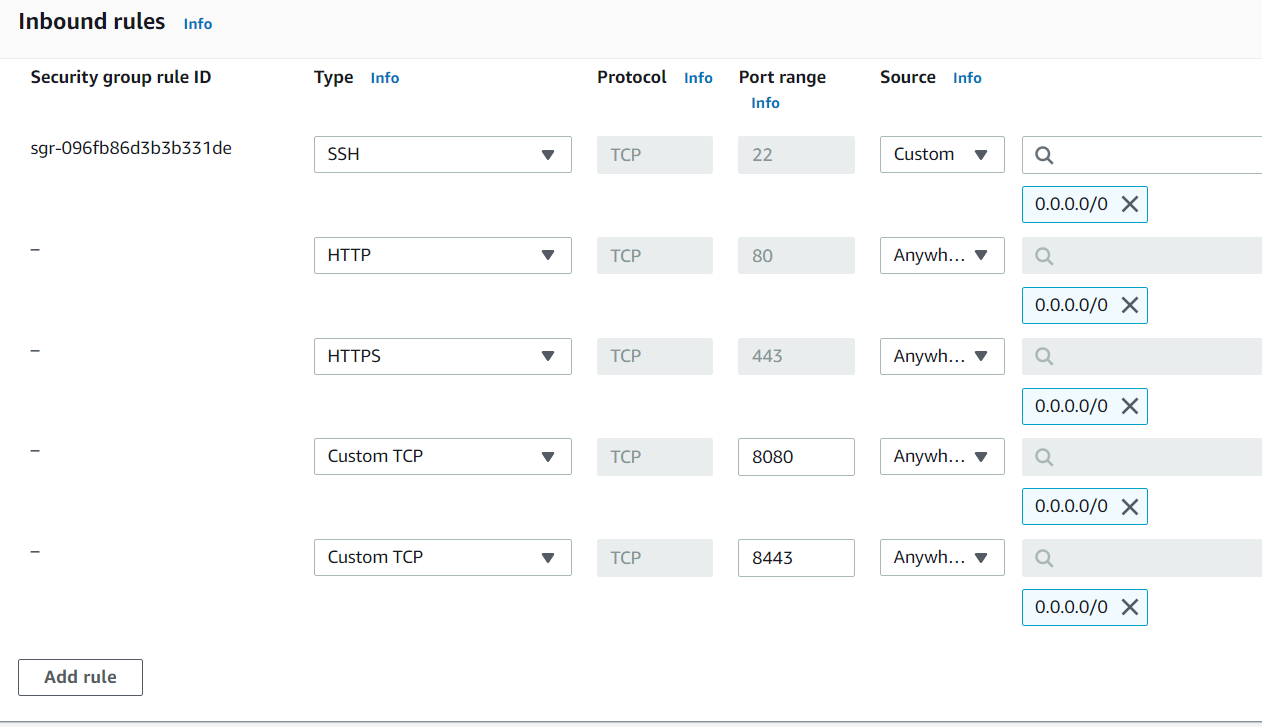 Inbound rules Info
Security group rule ID Type Info Protocol Info Port range Info Source Info
sgr-096fb86d3b3b331de SSH TCP 22 Custom
0.0.0.0/0
– HTTP TCP 80 Anywh...
0.0.0.0/0
– HTTPS TCP 443 Anywh...
0.0.0.0/0
– Custom TCP TCP 8080 Anywh...
0.0.0.0/0
– Custom TCP TCP 8443 Anywh...
0.0.0.0/0
Add rule